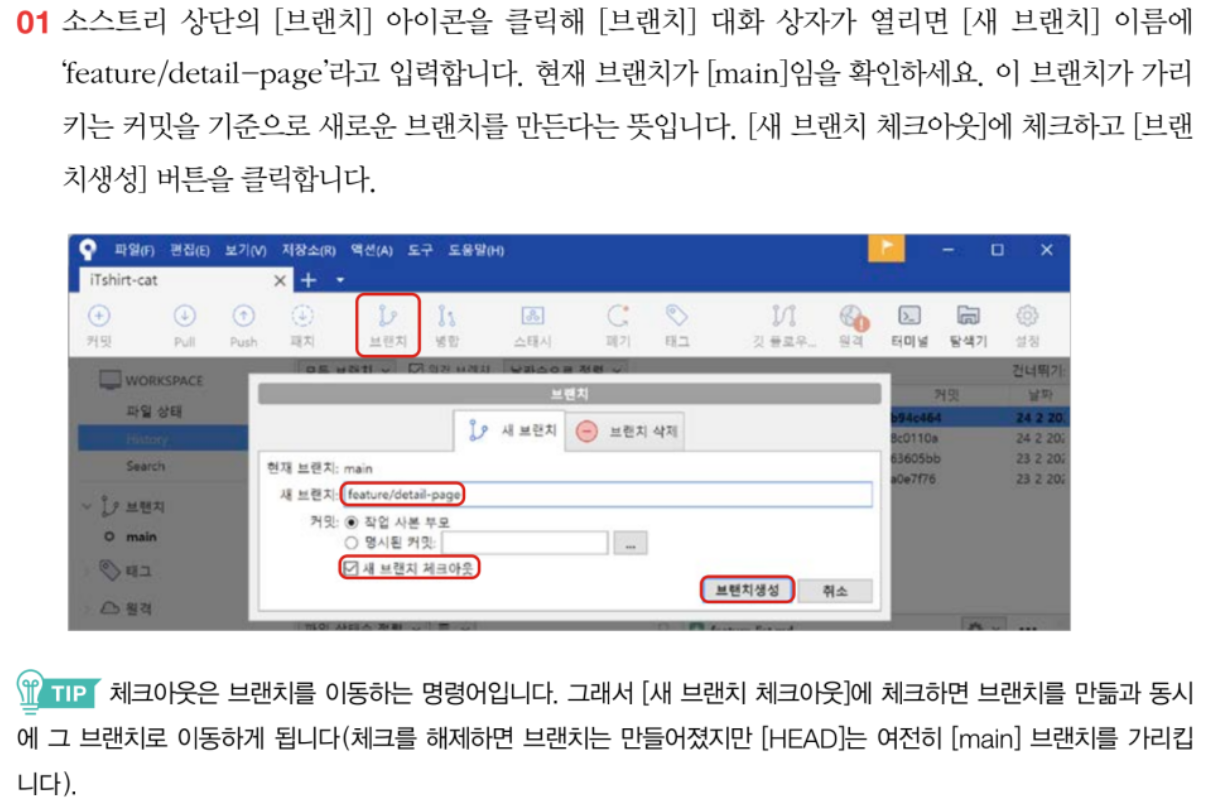 01 소스트리 상단의 [브랜치] 아이콘을 클릭해 [브랜치] 대화 상자가 열리면 [새 브랜치] 이름에
‘feature/detail-page’라고 입력합니다. 현재 브랜치가 [main]임을 확인하세요. 이 브랜치가 가리
키는 커밋을 기준으로 새로운 브랜치를 만든다는 뜻입니다. [새 브랜치 체크아웃]에 체크하고 [브랜
치생성] 버튼을 클릭합니다.
파일(F) 편집(E) 보기(V) 저장소(R) 액션(A) 도구 도움말(H)
iTshirt-cat
커밋 Pull Push 패치 브랜치 병합 스태시 폐기 태그 깃 플로우... 원격 터미널 탐색기 설정
WORKSPACE
건너뛰기:
브랜치
커밋 날짜
파일 상태
새 브랜치 브랜치 삭제
b94c464 24 2 20
History
8c0110a 24 2 202
현재 브랜치: main
Search
63605bb 23 2 202
새 브랜치: feature/detail-page
a0e7f76 23 2 202
브랜치
커밋: 작업 사본 부모
main
명시된 커밋: ...
태그
새 브랜치 체크아웃
브랜치생성 취소
원격
TIP 체크아웃은 브랜치를 이동하는 명령어입니다. 그래서 [새 브랜치 체크아웃]에 체크하면 브랜치를 만듦과 동시
에 그 브랜치로 이동하게 됩니다(체크를 해제하면 브랜치는 만들어졌지만 [HEAD]는 여전히 [main] 브랜치를 가리킵
니다).